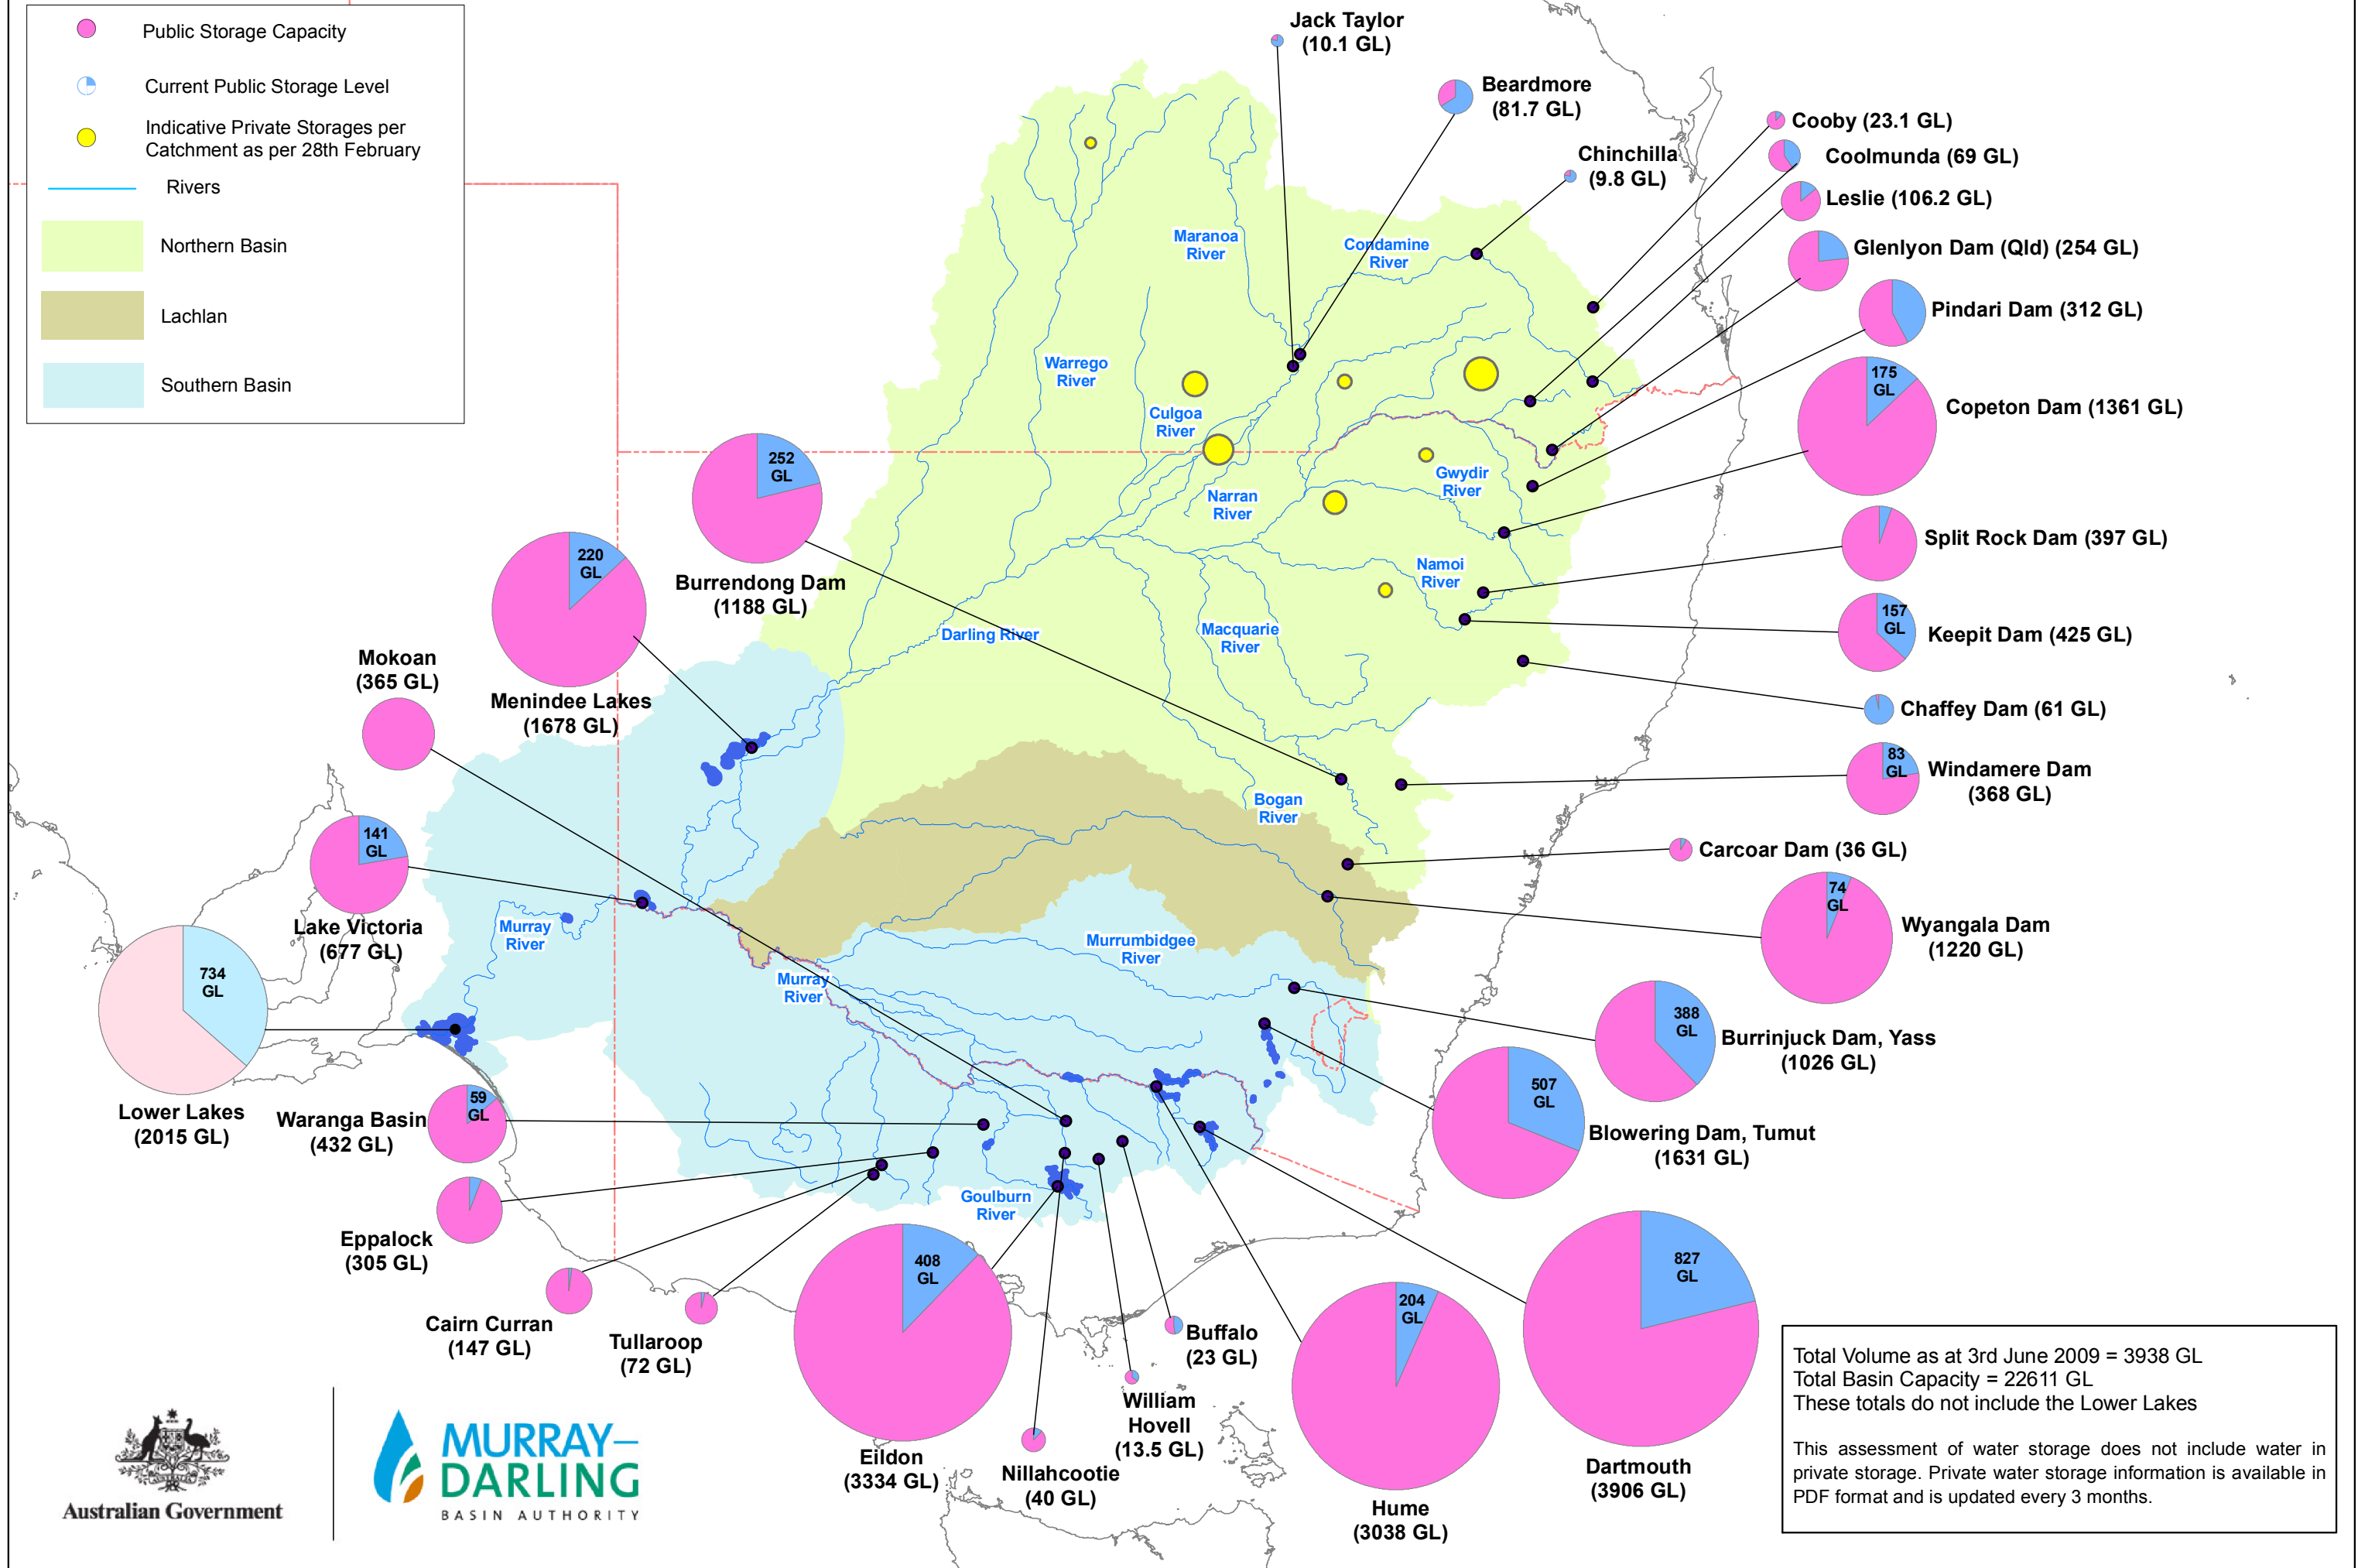 Public Storage Capacity
Current Public Storage Level
Indicative Private Storages per
Catchment as per 28th February
Rivers
Northern Basin
Lachlan
Southern Basin
Jack Taylor
(10.1 GL)
Beardmore
(81.7 GL)
Chinchilla
(9.8 GL)
Cooby (23.1 GL)
Coolmunda (69 GL)
Leslie (106.2 GL)
Glenlyon Dam (Qld) (254 GL)
Pindari Dam (312 GL)
175
GL
Copeton Dam (1361 GL)
Split Rock Dam (397 GL)
157
GL
Keepit Dam (425 GL)
Chaffey Dam (61 GL)
83
GL
Windamere Dam
(368 GL)
Carcoar Dam (36 GL)
74
GL
Wyangala Dam
(1220 GL)
388
GL
Burrinjuck Dam, Yass
(1026 GL)
507
GL
Blowering Dam, Tumut
(1631 GL)
827
GL
Dartmouth
(3906 GL)
204
GL
Hume
(3038 GL)
Buffalo
(23 GL)
William
Hovell
(13.5 GL)
Nillahcootie
(40 GL)
408
GL
Eildon
(3334 GL)
Tullaroop
(72 GL)
Cairn Curran
(147 GL)
Eppalock
(305 GL)
59
GL
Waranga Basin
(432 GL)
734
GL
Lower Lakes
(2015 GL)
141
GL
Lake Victoria
(677 GL)
Mokoan
(365 GL)
220
GL
Menindee Lakes
(1678 GL)
252
GL
Burrendong Dam
(1188 GL)
Maranoa
River
Condamine
River
Warrego
River
Culgoa
River
Narran
River
Gwydir
River
Namoi
River
Darling River
Macquarie
River
Bogan
River
Murray
River
Murrumbidgee
River
Murray
River
Goulburn
River
Australian Government
MURRAY–
DARLING
BASIN AUTHORITY
Total Volume as at 3rd June 2009 = 3938 GL
Total Basin Capacity = 22611 GL
These totals do not include the Lower Lakes
This assessment of water storage does not include water in
private storage. Private water storage information is available in
PDF format and is updated every 3 months.